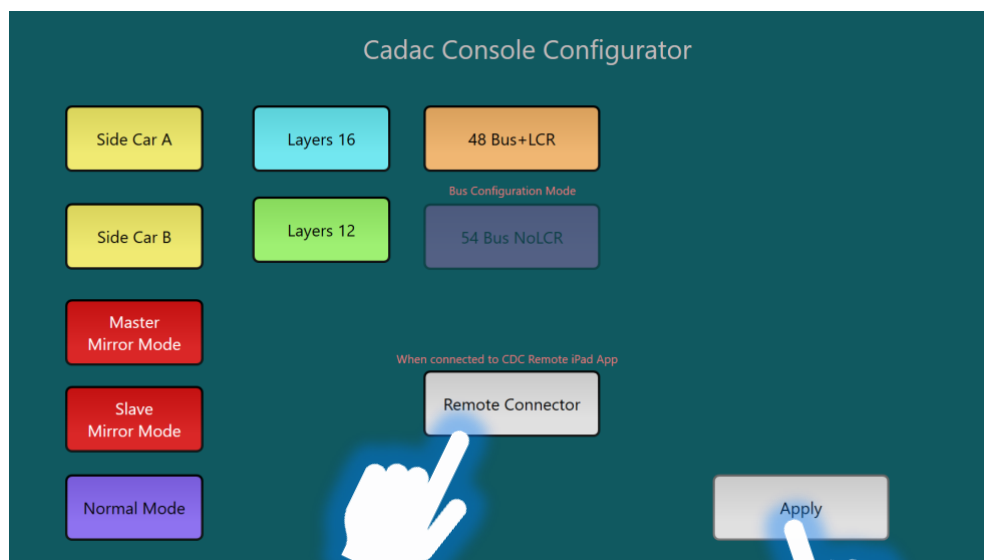 Cadac Console Configurator
Side Car A
Layers 16
48 Bus+LCR
Bus Configuration Mode
Side Car B
Layers 12
54 Bus NoLCR
Master
Mirror Mode
When connected to CDC Remote iPad App
Remote Connector
Slave
Mirror Mode
Normal Mode
Apply